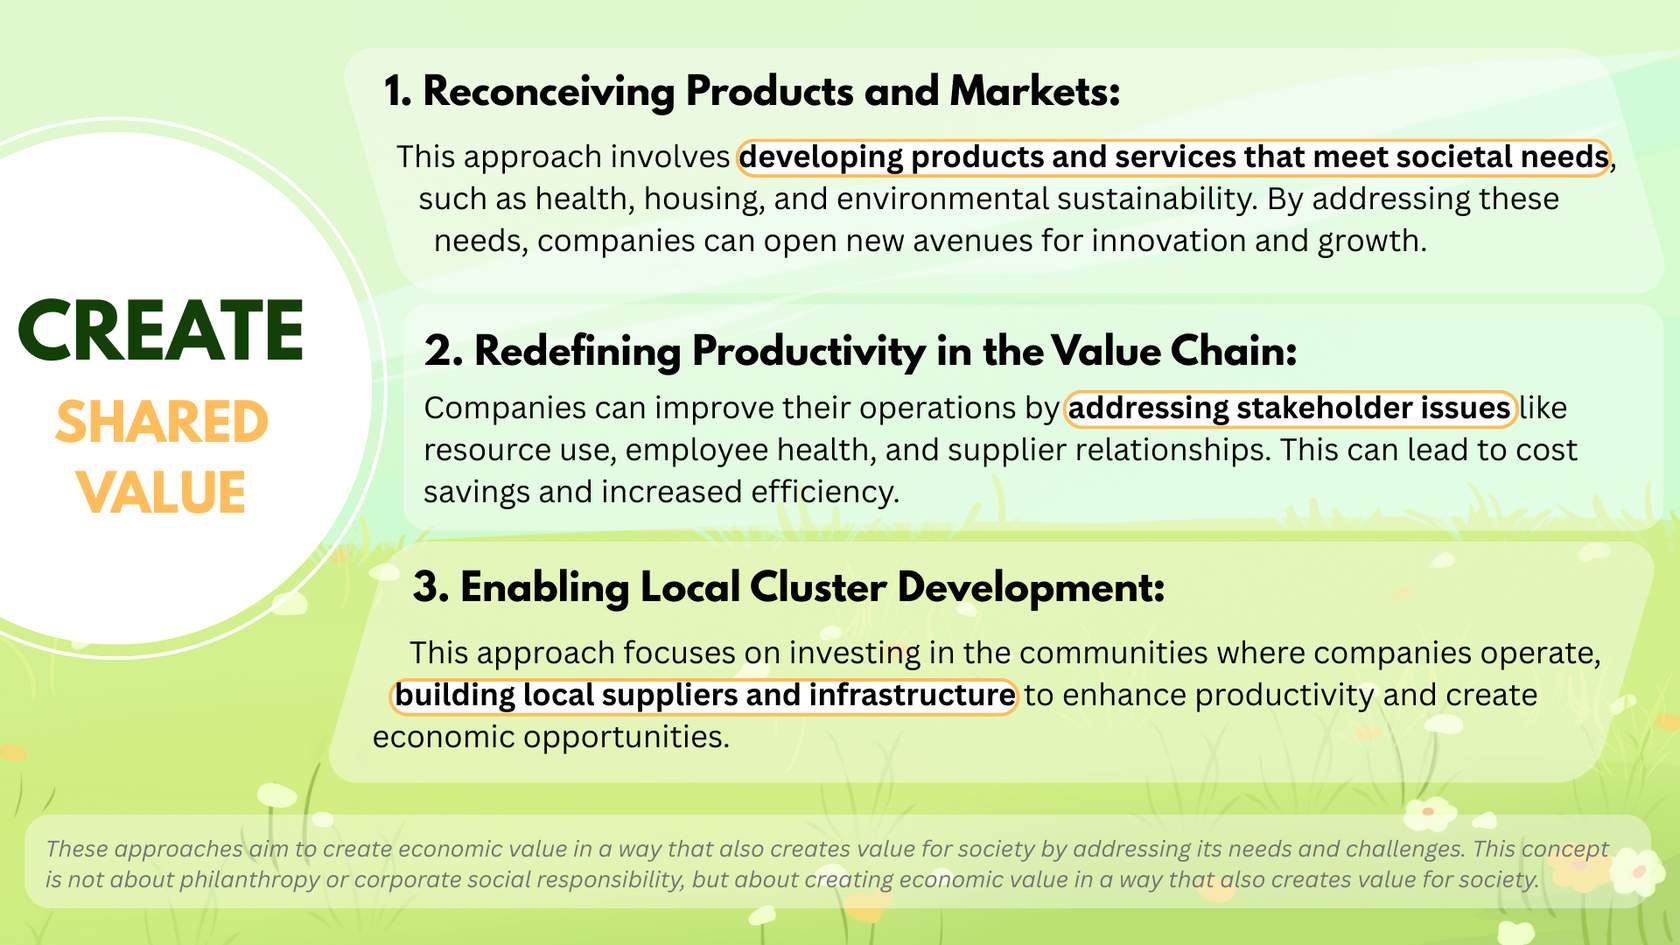 CREATE
SHARED
VALUE
1. Reconceiving Products and Markets:
This approach involves developing products and services that meet societal needs,
such as health, housing, and environmental sustainability. By addressing these
needs, companies can open new avenues for innovation and growth.
2. Redefining Productivity in the Value Chain:
Companies can improve their operations by addressing stakeholder issues like
resource use, employee health, and supplier relationships. This can lead to cost
savings and increased efficiency.
3. Enabling Local Cluster Development:
This approach focuses on investing in the communities where companies operate,
building local suppliers and infrastructure to enhance productivity and create
economic opportunities.
These approaches aim to create economic value in a way that also creates value for society by addressing its needs and challenges. This concept
is not about philanthropy or corporate social responsibility, but about creating economic value in a way that also creates value for society.